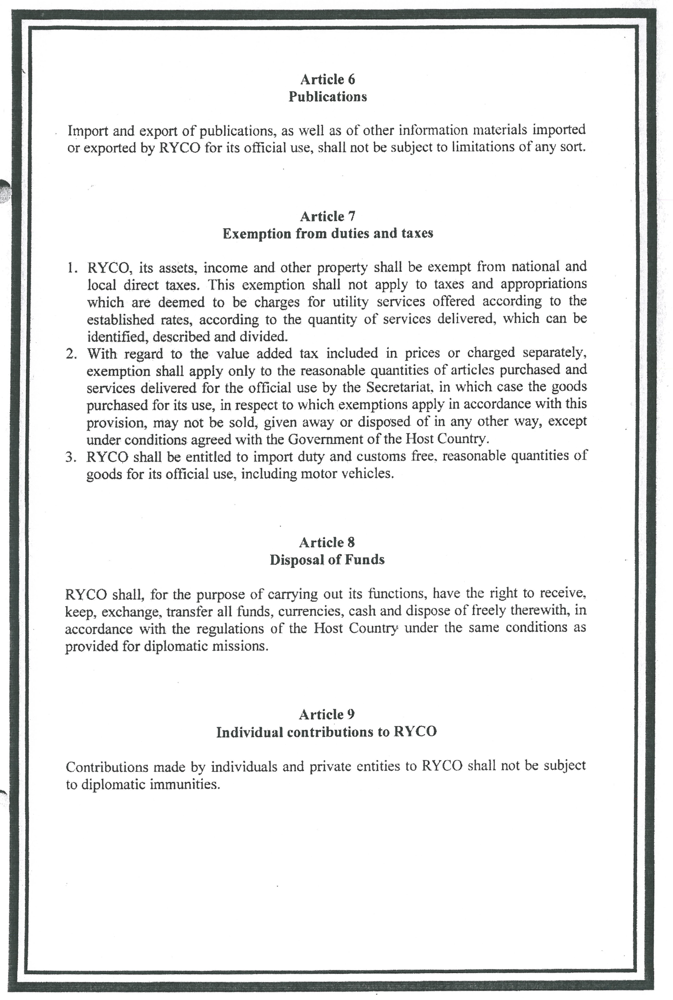 Article 6
Publications
Import and export of publications, as well as of other information materials imported
or exported by RYCO for its official use, shall not be subject to limitations of any sort.
Article 7
Exemption from duties and taxes
1. RYCO, its assets, income and other property shall be exempt from national and
local direct taxes. This exemption shall not apply to taxes and appropriations
which are deemed to be charges for utility services offered according to the
established rates, according to the quantity of services delivered, which can be
identified, described and divided.
2. With regard to the value added tax included in prices or charged separately,
exemption shall apply only to the reasonable quantities of articles purchased and
services delivered for the official use by the Secretariat, in which case the goods
purchased for its use, in respect to which exemptions apply in accordance with this
provision, may not be sold, given away or disposed of in any other way, except
under conditions agreed with the Government of the Host Country.
3. RYCO shall be entitled to import duty and customs free, reasonable quantities of
goods for its official use, including motor vehicles.
Article 8
Disposal of Funds
RYCO shall, for the purpose of carrying out its functions, have the right to receive,
keep, exchange, transfer all funds, currencies, cash and dispose of freely therewith, in
accordance with the regulations of the Host Country under the same conditions as
provided for diplomatic missions.
Article 9
Individual contributions to RYCO
Contributions made by individuals and private entities to RYCO shall not be subject
to diplomatic immunities.